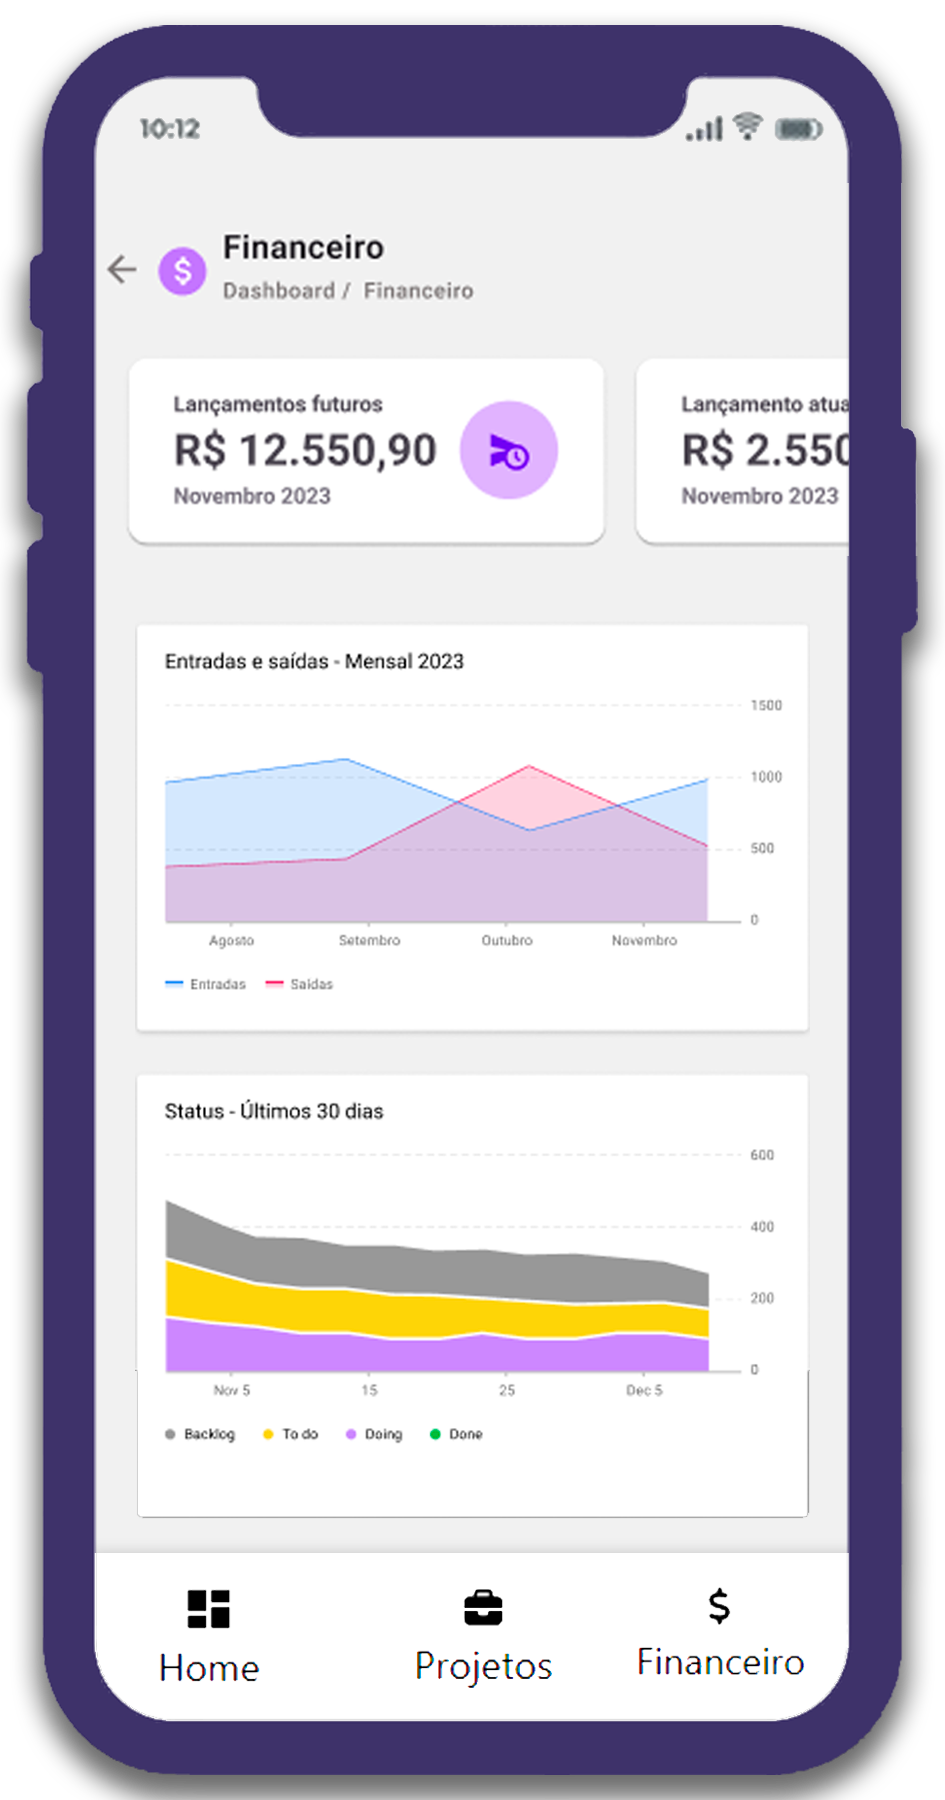 10:12
Financeiro
Dashboard / Financeiro
Lançamentos futuros
R$ 12.550,90
Novembro 2023
Lançamento atua
R$ 2.550
Novembro 2023
Entradas e saídas - Mensal 2023
1500
1000
500
0
Agosto Setembro Outubro Novembro
Entradas Saídas
Status - Últimos 30 dias
600
400
200
0
Nov 5 15 25 Dec 5
Backlog To do Doing Done
Home Projetos Financeiro